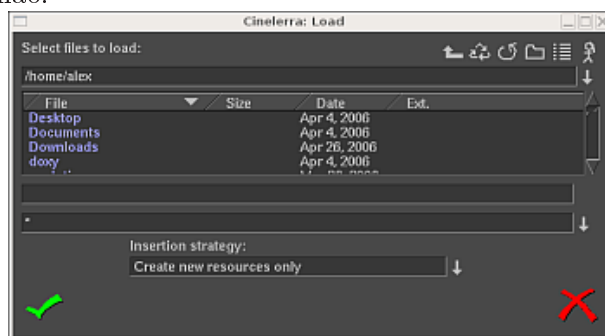 Cinelerra: Load
Select files to load:
/home/alex
File Size Date Ext.
Desktop Apr 4, 2006
Documents Apr 4, 2006
Downloads Apr 26, 2006
doxy Apr 4, 2006
*
Insertion strategy:
Create new resources only